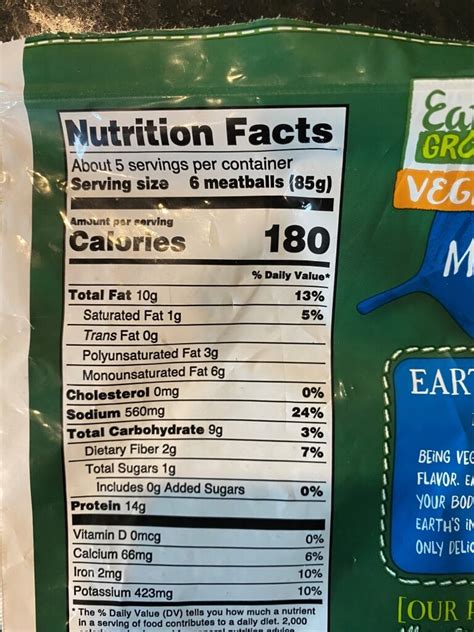 Nutrition Facts
About 5 servings per container
Serving size 6 meatballs (85g)
Amount per serving
Calories 180
% Daily Value*
Total Fat 10g 13%
Saturated Fat 1g 5%
Trans Fat 0g
Polyunsaturated Fat 3g
Monounsaturated Fat 6g
Cholesterol 0mg 0%
Sodium 560mg 24%
Total Carbohydrate 9g 3%
Dietary Fiber 2g 7%
Total Sugars 1g
Includes 0g Added Sugars 0%
Protein 14g
Vitamin D 0mcg 0%
Calcium 66mg 6%
Iron 2mg 10%
Potassium 423mg 10%
* The % Daily Value (DV) tells you how much a nutrient
in a serving of food contributes to a daily diet. 2,000
Ea
GRO
VEG
M
EART
BEING VEG
FLAVOR. EA
YOUR BOD
EARTH'S IN
ONLY DELIC
[OUR